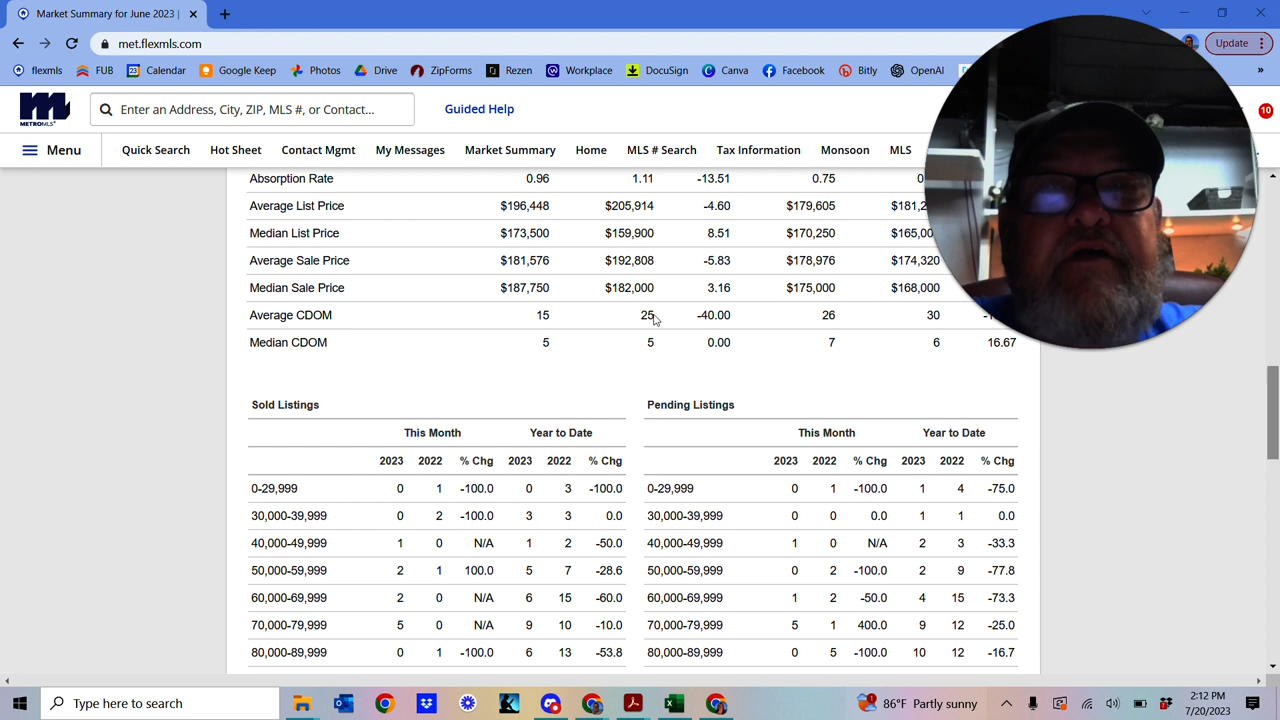 Market Summary for June 2023 |
met.flexmls.com
Update
flexmls FUB Calendar Google Keep Photos Drive ZipForms Rezen Workplace DocuSign Canva Facebook Bitly OpenAI »
METROMLS
Enter an Address, City, ZIP, MLS #, or Contact...
Guided Help
10
Menu Quick Search Hot Sheet Contact Mgmt My Messages Market Summary Home MLS # Search Tax Information Monsoon MLS
Absorption Rate 0.96 1.11 -13.51 0.75
Average List Price $196,448 $205,914 -4.60 $179,605
Median List Price $173,500 $159,900 8.51 $170,250
Average Sale Price $181,576 $192,808 -5.83 $178,976 $174,320
Median Sale Price $187,750 $182,000 3.16 $175,000 $168,000
Average CDOM 15 25 -40.00 26 30
Median CDOM 5 5 0.00 7 6 16.67
Sold Listings
This Month Year to Date
2023 2022 % Chg 2023 2022 % Chg
0-29,999 0 1 -100.0 0 3 -100.0
30,000-39,999 0 2 -100.0 3 3 0.0
40,000-49,999 1 0 N/A 1 2 -50.0
50,000-59,999 2 1 100.0 5 7 -28.6
60,000-69,999 2 0 N/A 6 15 -60.0
70,000-79,999 5 0 N/A 9 10 -10.0
80,000-89,999 0 1 -100.0 6 13 -53.8
Pending Listings
This Month Year to Date
2023 2022 % Chg 2023 2022 % Chg
0-29,999 0 1 -100.0 1 4 -75.0
30,000-39,999 0 0 0.0 1 1 0.0
40,000-49,999 1 0 N/A 2 3 -33.3
50,000-59,999 0 2 -100.0 2 9 -77.8
60,000-69,999 1 2 -50.0 4 15 -73.3
70,000-79,999 5 1 400.0 9 12 -25.0
80,000-89,999 0 5 -100.0 10 12 -16.7
Type here to search
86°F Partly sunny
2:12 PM
7/20/2023